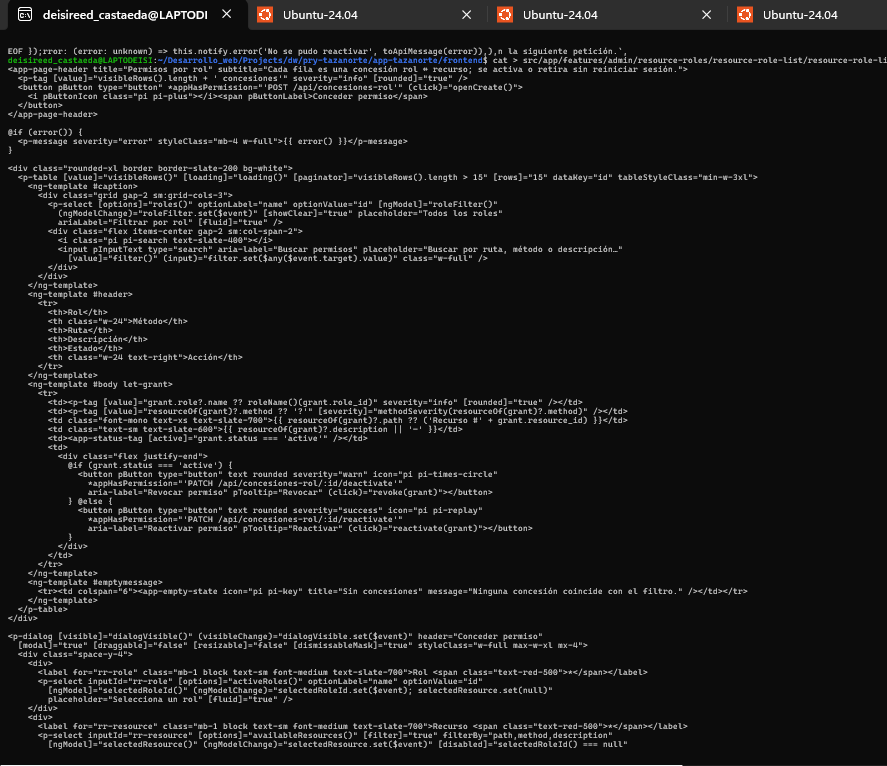 deisireed_castaeda@LAPTODI
Ubuntu-24.04
Ubuntu-24.04
Ubuntu-24.04
EOF });rror: (error: unknown) => this.notify.error('No se pudo reactivar', toApiMessage(error)),),n la siguiente petición.`,
deisireed_castaeda@LAPTODEISI:~/Desarrollo_web/Projects/dw/pry-tazanorte/app-tazanorte/frontend$ cat > src/app/features/admin/resource-roles/resource-role-list/resource-role-li
<app-page-header title="Permisos por rol" subtitle="Cada fila es una concesión rol ↔ recurso; se activa o retira sin reiniciar sesión.">
  <p-tag [value]="visibleRows().length + ' concesiones'" severity="info" [rounded]="true" />
  <button pButton type="button" *appHasPermission="'POST /api/concesiones-rol'" (click)="openCreate()">
    <i pButtonIcon class="pi pi-plus"></i><span pButtonLabel>Conceder permiso</span>
  </button>
</app-page-header>

@if (error()) {
  <p-message severity="error" styleClass="mb-4 w-full">{{ error() }}</p-message>
}

<div class="rounded-xl border border-slate-200 bg-white">
  <p-table [value]="visibleRows()" [loading]="loading()" [paginator]="visibleRows().length > 15" [rows]="15" dataKey="id" tableStyleClass="min-w-3xl">
    <ng-template #caption>
      <div class="grid gap-2 sm:grid-cols-3">
        <p-select [options]="roles()" optionLabel="name" optionValue="id" [ngModel]="roleFilter()"
          (ngModelChange)="roleFilter.set($event)" [showClear]="true" placeholder="Todos los roles"
          ariaLabel="Filtrar por rol" [fluid]="true" />
        <div class="flex items-center gap-2 sm:col-span-2">
          <i class="pi pi-search text-slate-400"></i>
          <input pInputText type="search" aria-label="Buscar permisos" placeholder="Buscar por ruta, método o descripción…"
            [value]="filter()" (input)="filter.set($any($event.target).value)" class="w-full" />
        </div>
      </div>
    </ng-template>
    <ng-template #header>
      <tr>
        <th>Rol</th>
        <th class="w-24">Método</th>
        <th>Ruta</th>
        <th>Descripción</th>
        <th>Estado</th>
        <th class="w-24 text-right">Acción</th>
      </tr>
    </ng-template>
    <ng-template #body let-grant>
      <tr>
        <td><p-tag [value]="grant.role?.name ?? roleName()(grant.role_id)" severity="info" [rounded]="true" /></td>
        <td><p-tag [value]="resourceOf(grant)?.method ?? '?'" [severity]="methodSeverity(resourceOf(grant)?.method)" /></td>
        <td class="font-mono text-xs text-slate-700">{{ resourceOf(grant)?.path ?? ('Recurso #' + grant.resource_id) }}</td>
        <td class="text-sm text-slate-600">{{ resourceOf(grant)?.description || '—' }}</td>
        <td><app-status-tag [active]="grant.status === 'active'" /></td>
        <td>
          <div class="flex justify-end">
            @if (grant.status === 'active') {
              <button pButton type="button" text rounded severity="warn" icon="pi pi-times-circle"
                *appHasPermission="'PATCH /api/concesiones-rol/:id/deactivate'"
                aria-label="Revocar permiso" pTooltip="Revocar" (click)="revoke(grant)"></button>
            } @else {
              <button pButton type="button" text rounded severity="success" icon="pi pi-replay"
                *appHasPermission="'PATCH /api/concesiones-rol/:id/reactivate'"
                aria-label="Reactivar permiso" pTooltip="Reactivar" (click)="reactivate(grant)"></button>
            }
          </div>
        </td>
      </tr>
    </ng-template>
    <ng-template #emptymessage>
      <tr><td colspan="6"><app-empty-state icon="pi pi-key" title="Sin concesiones" message="Ninguna concesión coincide con el filtro." /></td></tr>
    </ng-template>
  </p-table>
</div>

<p-dialog [visible]="dialogVisible()" (visibleChange)="dialogVisible.set($event)" header="Conceder permiso"
  [modal]="true" [draggable]="false" [resizable]="false" [dismissableMask]="true" styleClass="w-full max-w-xl mx-4">
  <div class="space-y-4">
    <div>
      <label for="rr-role" class="mb-1 block text-sm font-medium text-slate-700">Rol <span class="text-red-500">*</span></label>
      <p-select inputId="rr-role" [options]="activeRoles()" optionLabel="name" optionValue="id"
        [ngModel]="selectedRoleId()" (ngModelChange)="selectedRoleId.set($event); selectedResource.set(null)"
        placeholder="Selecciona un rol" [fluid]="true" />
    </div>
    <div>
      <label for="rr-resource" class="mb-1 block text-sm font-medium text-slate-700">Recurso <span class="text-red-500">*</span></label>
      <p-select inputId="rr-resource" [options]="availableResources()" [filter]="true" filterBy="path,method,description"
        [ngModel]="selectedResource()" (ngModelChange)="selectedResource.set($event)" [disabled]="selectedRoleId() === null"